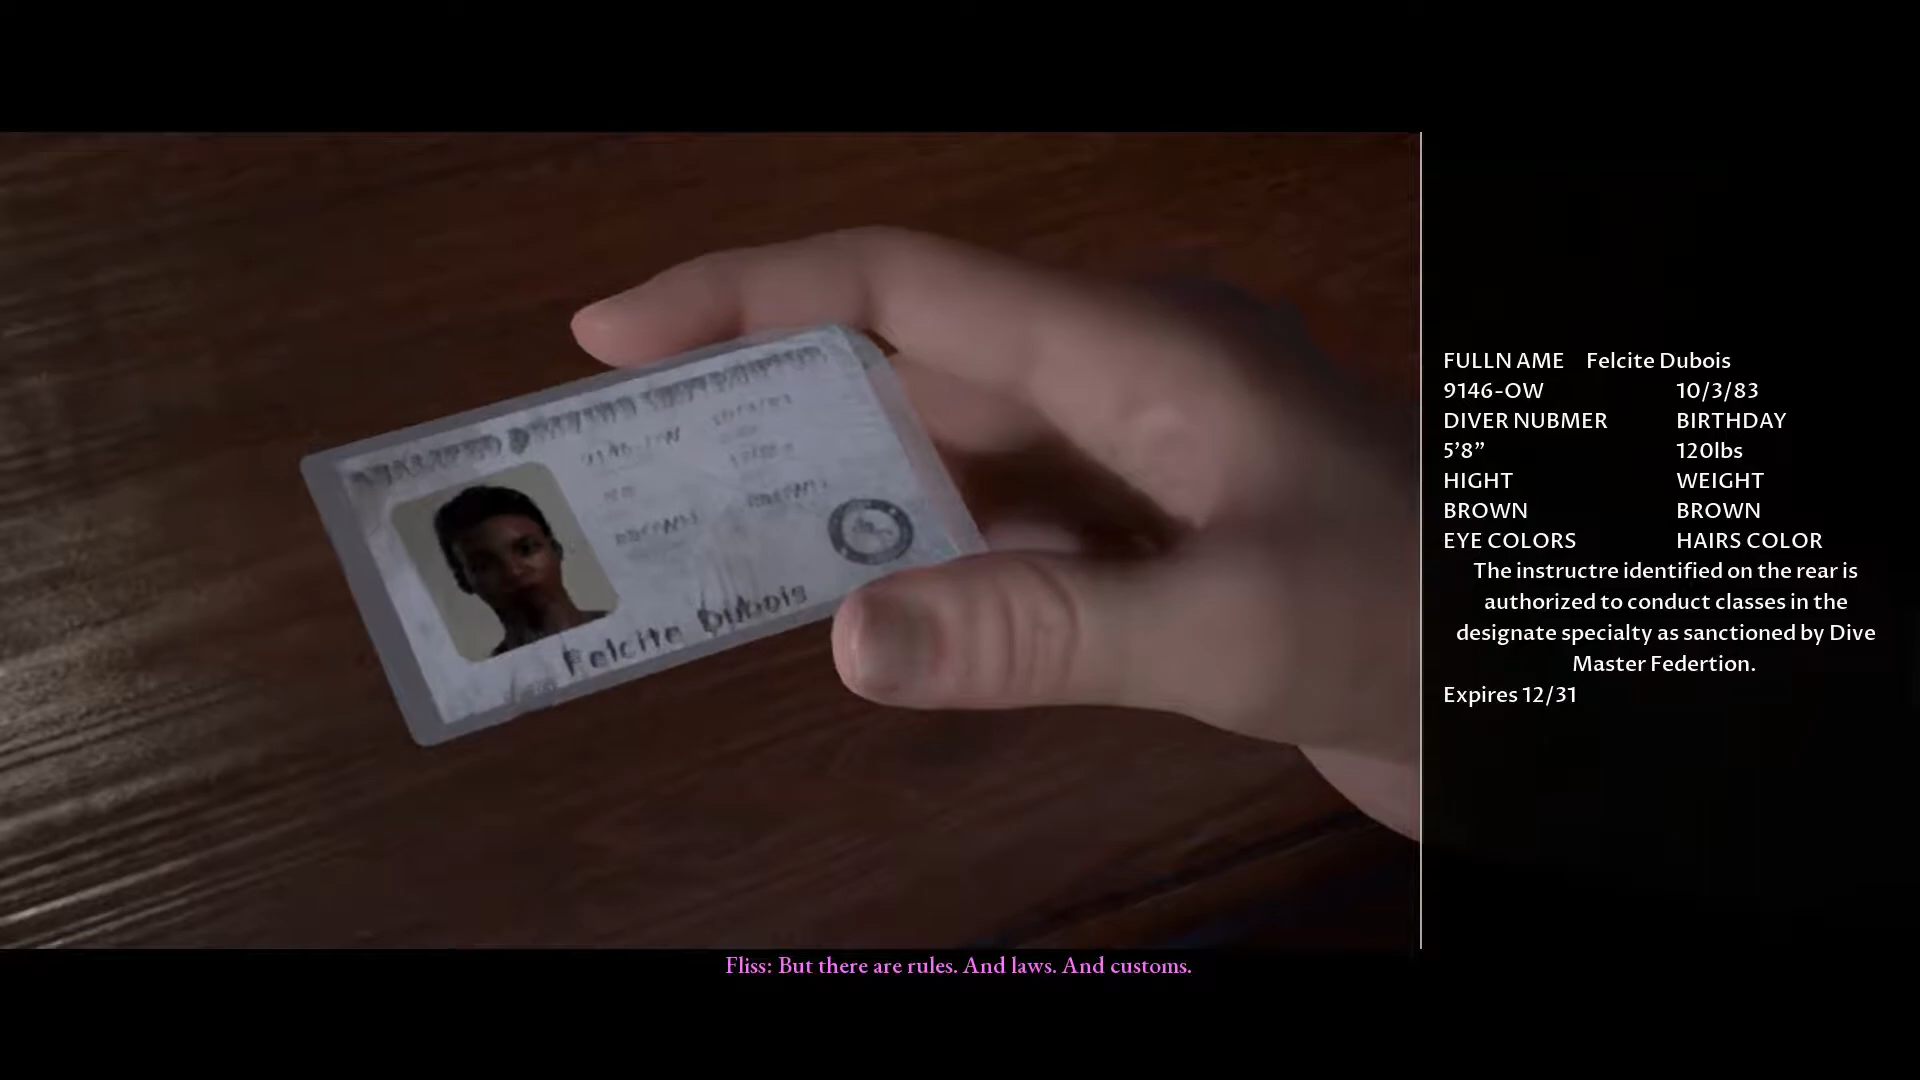 9146-OW
Felcite Dubois
FULLN AME Felcite Dubois
9146-OW 10/3/83
DIVER NUBMER BIRTHDAY
5’8” 120lbs
HIGHT WEIGHT
BROWN BROWN
EYE COLORS HAIRS COLOR
The instructre identified on the rear is
authorized to conduct classes in the
designate specialty as sanctioned by Dive
Master Federtion.
Expires 12/31
Fliss: But there are rules. And laws. And customs.